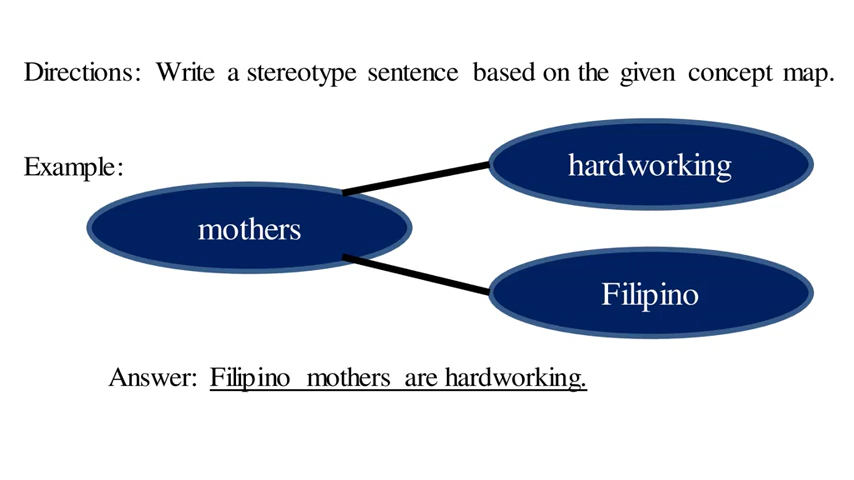 Directions: Write a stereotype sentence based on the given concept map.
Example:
hardworking
mothers
Filipino
Answer: Filipino mothers are hardworking.